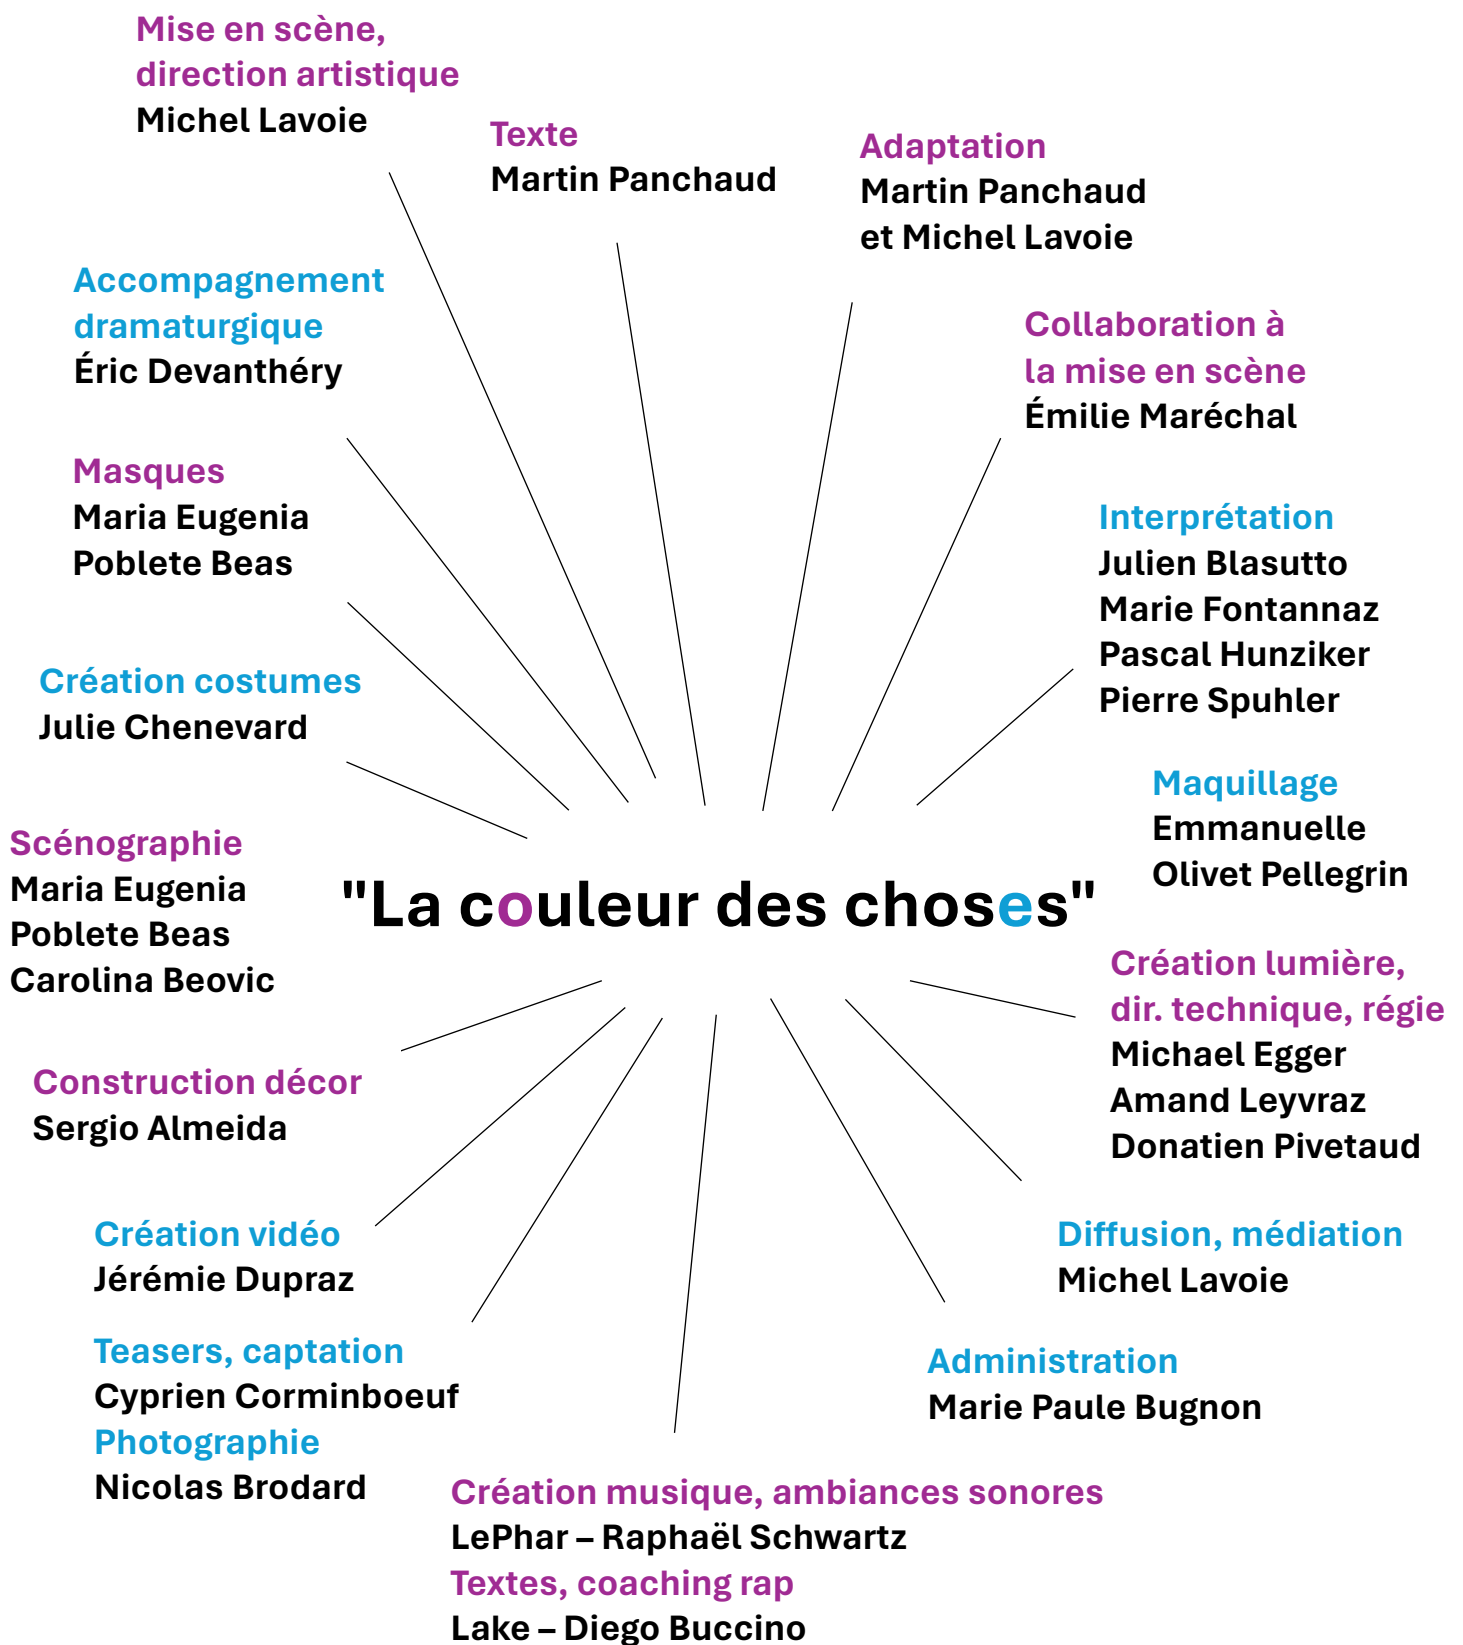 Mise en scène,
direction artistique
Michel Lavoie
Texte
Martin Panchaud
Adaptation
Martin Panchaud
et Michel Lavoie
Accompagnement
dramaturgique
Éric Devanthéry
Collaboration à
la mise en scène
Émilie Maréchal
Masques
Maria Eugenia
Poblete Beas
Interprétation
Julien Blasutto
Marie Fontannaz
Pascal Hunziker
Pierre Spuhler
Création costumes
Julie Chenevard
Maquillage
Emmanuelle
Olivet Pellegrin
Scénographie
Maria Eugenia
Poblete Beas
Carolina Beovic
"La couleur des choses"
Création lumière,
dir. technique, régie
Michael Egger
Amand Leyvraz
Donatien Pivetaud
Construction décor
Sergio Almeida
Création vidéo
Jérémie Dupraz
Diffusion, médiation
Michel Lavoie
Teasers, captation
Cyprien Corminboeuf
Photographie
Nicolas Brodard
Administration
Marie Paule Bugnon
Création musique, ambiances sonores
LePhar – Raphaël Schwartz
Textes, coaching rap
Lake – Diego Buccino